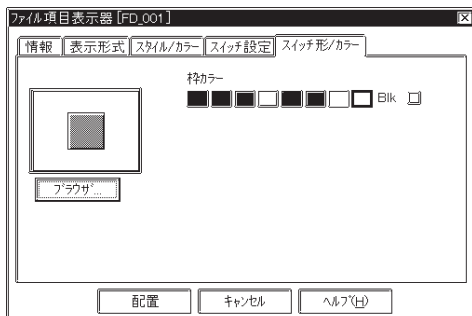 ファイル項目表示器 [FD_001]
情報 表示形式 スタイル/カラー スイッチ設定 スイッチ形/カラー
枠カラー
Blk
ブラウザ...
配置 キャンセル ヘルプ(H)